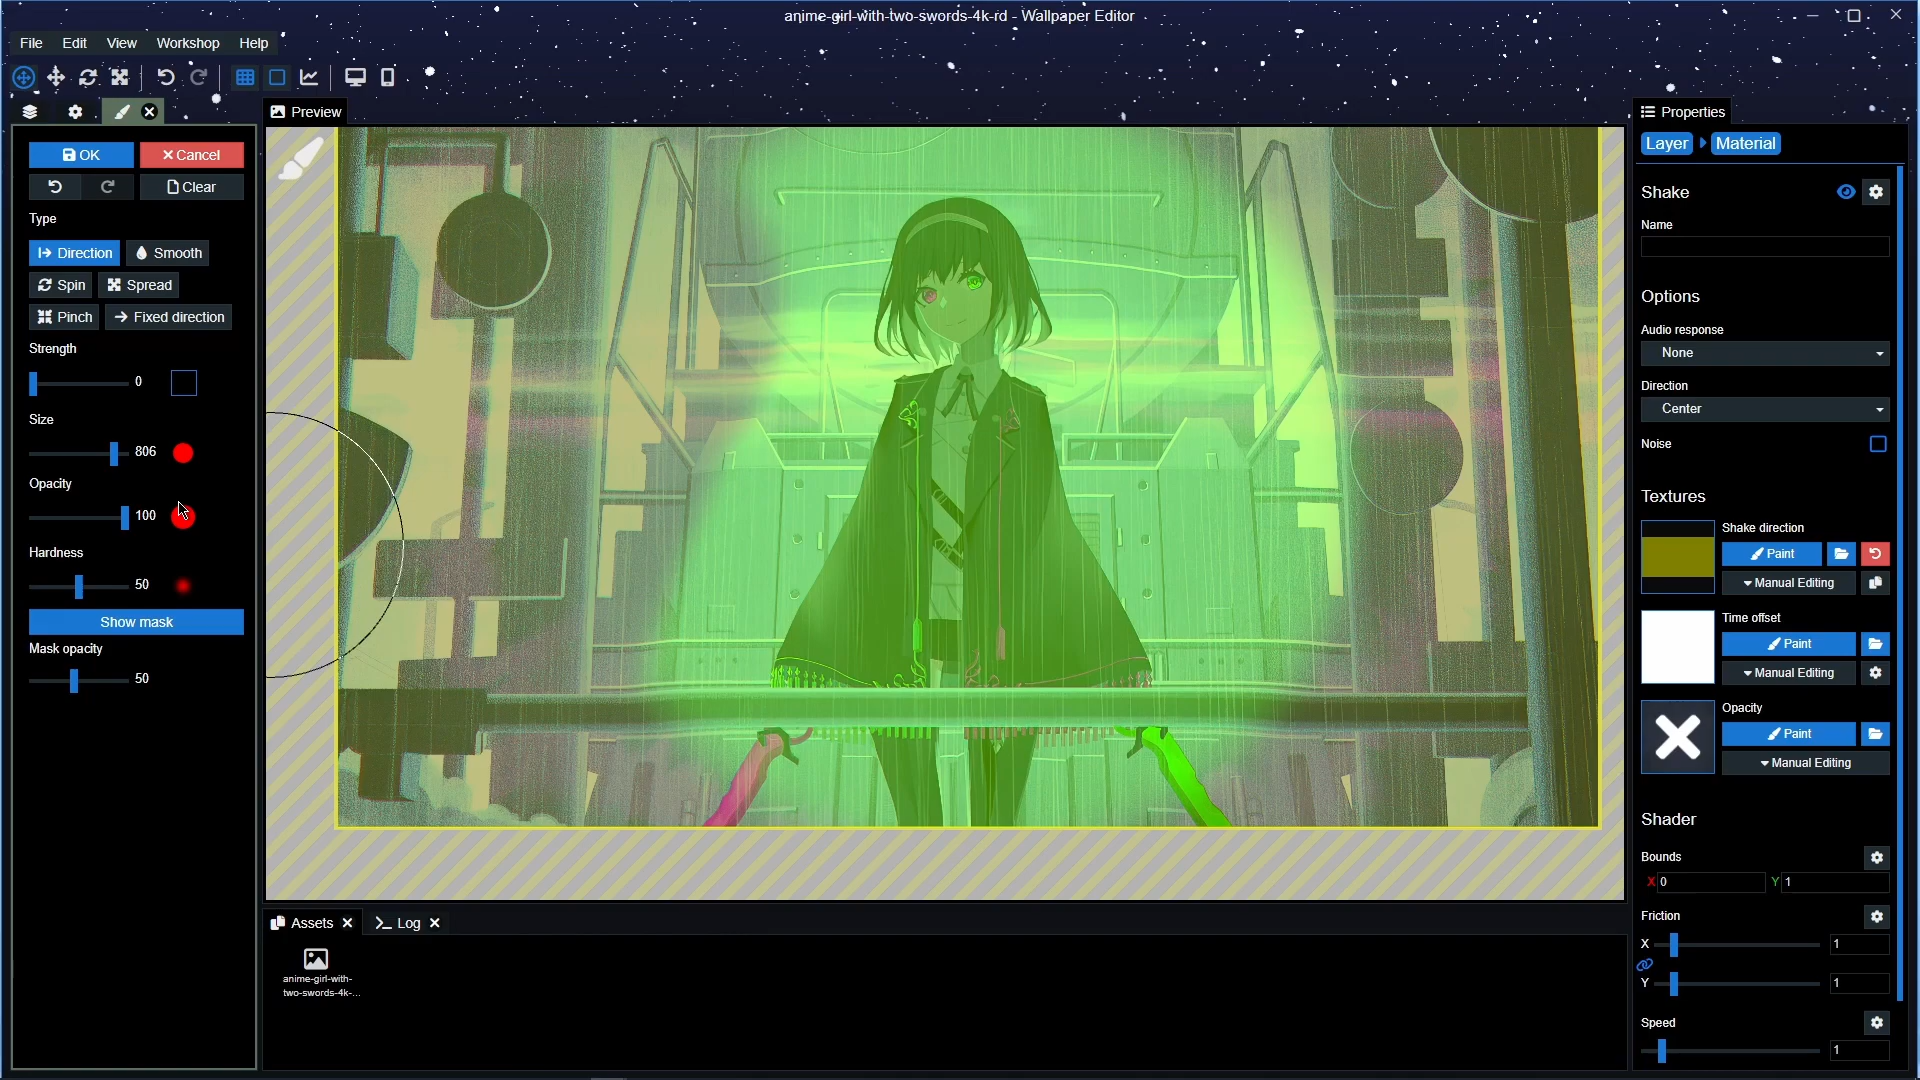 anime-girl-with-two-swords-4k-rd - Wallpaper Editor
File Edit View Workshop Help
Preview
OK Cancel
Clear
Type
Direction Smooth
Spin Spread
Pinch Fixed direction
Strength
0
Size
806
Opacity
100
Hardness
50
Show mask
Mask opacity
50
Assets Log
anime-girl-with-
two-swords-4k-...
Properties
Layer Material
Shake
Name
Options
Audio response
None
Direction
Center
Noise
Textures
Shake direction
Paint
Manual Editing
Time offset
Paint
Manual Editing
Opacity
Paint
Manual Editing
Shader
Bounds
X 0 Y 1
Friction
X 1
Y 1
Speed
1